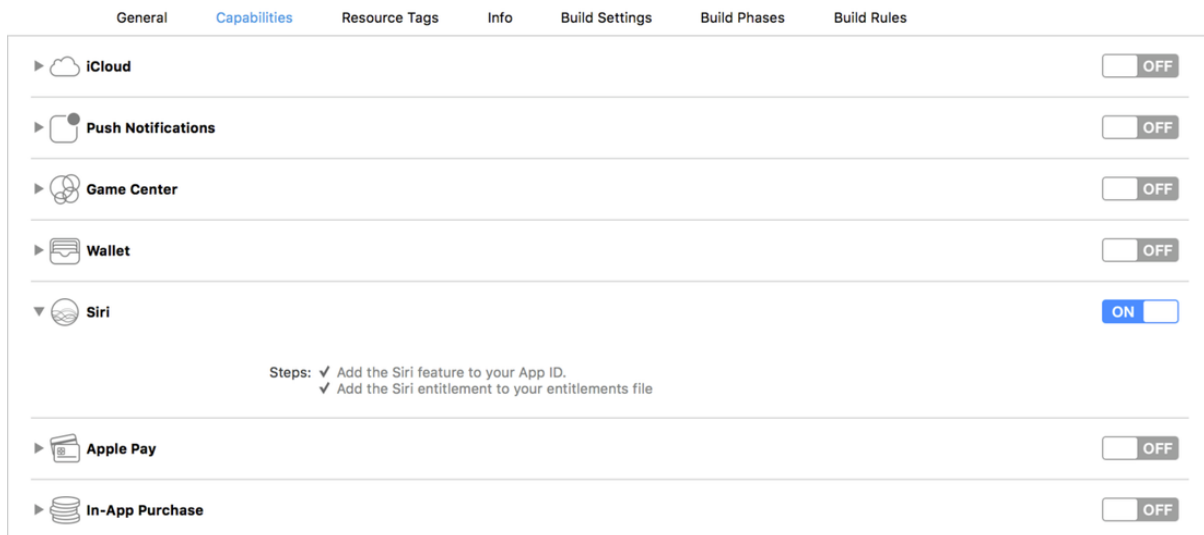 General Capabilities Resource Tags Info Build Settings Build Phases Build Rules
iCloud OFF
Push Notifications OFF
Game Center OFF
Wallet OFF
Siri ON
Steps: ✓ Add the Siri feature to your App ID.
✓ Add the Siri entitlement to your entitlements file
Apple Pay OFF
In-App Purchase OFF